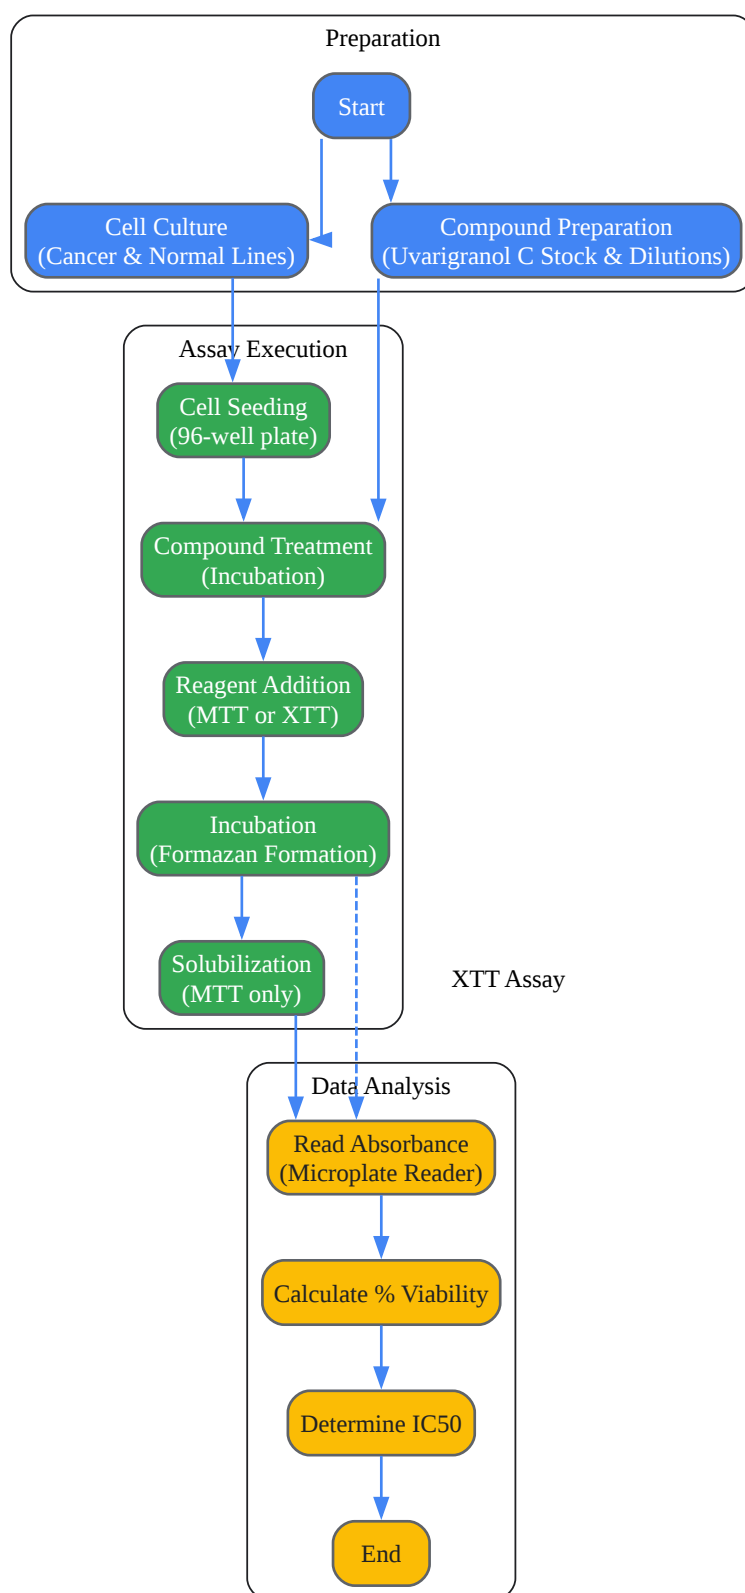 Preparation
Start
Cell Culture
(Cancer & Normal Lines)
Compound Preparation
(Uvarigranol C Stock & Dilutions)
Assay Execution
Cell Seeding
(96-well plate)
Compound Treatment
(Incubation)
Reagent Addition
(MTT or XTT)
Incubation
(Formazan Formation)
Solubilization
(MTT only)
XTT Assay
Data Analysis
Read Absorbance
(Microplate Reader)
Calculate % Viability
Determine IC50
End